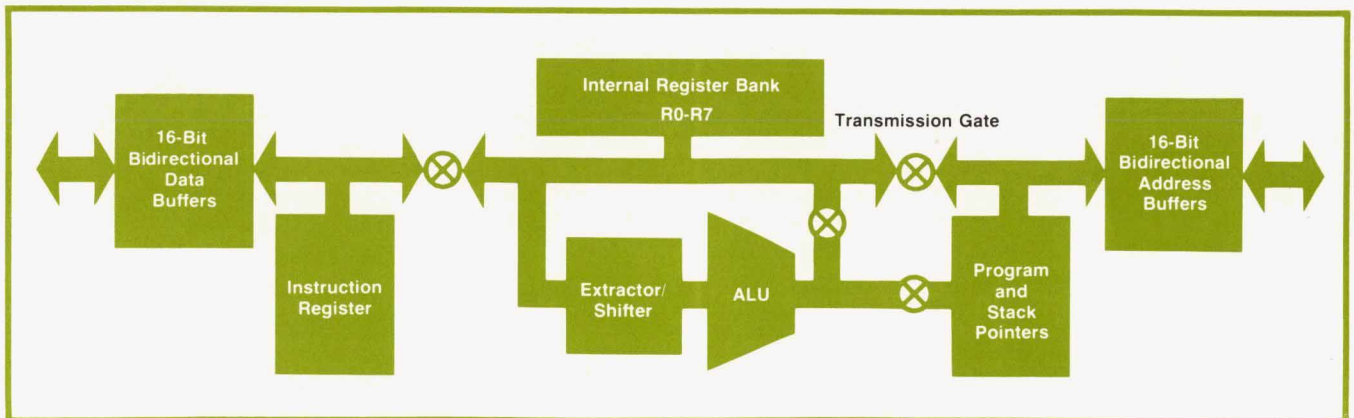 Internal Register Bank
R0-R7
Transmission Gate
16-Bit
Bidirectional
Data
Buffers
16-Bit
Bidirectional
Address
Buffers
Instruction
Register
Extractor/
Shifter
ALU
Program
and
Stack
Pointers